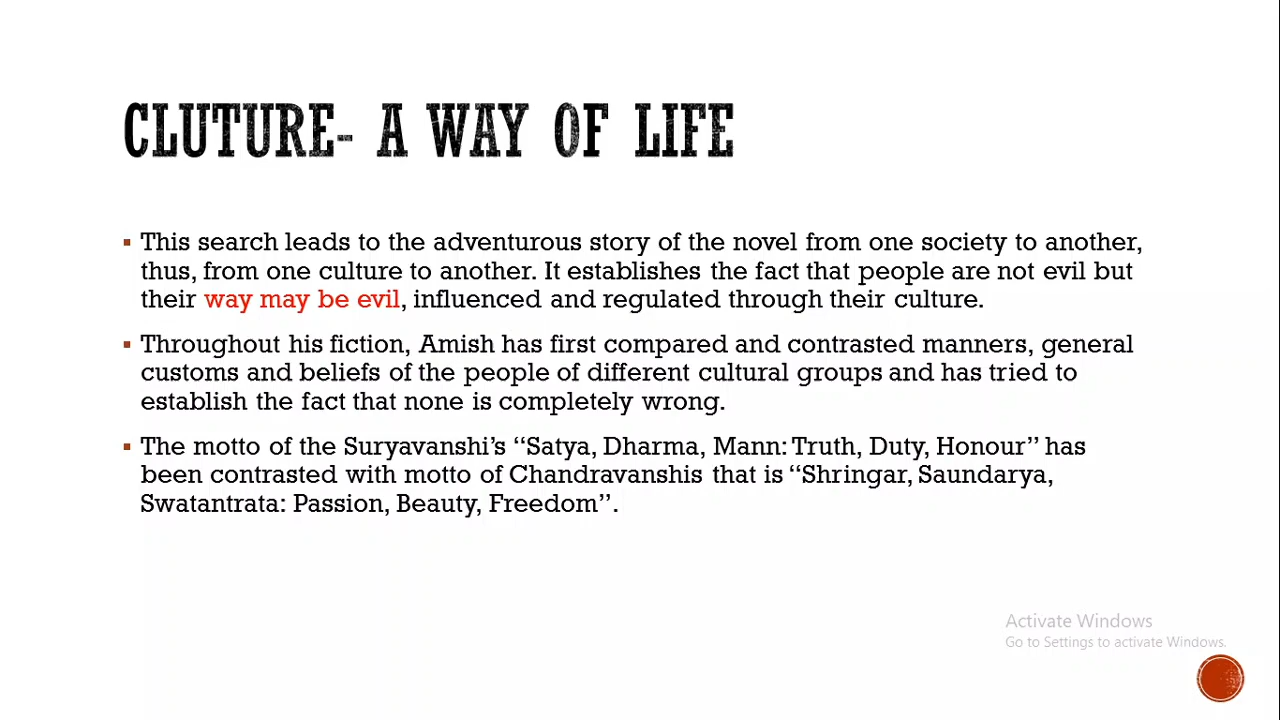 CLUTURE- A WAY OF LIFE
▪ This search leads to the adventurous story of the novel from one society to another,
thus, from one culture to another. It establishes the fact that people are not evil but
their way may be evil, influenced and regulated through their culture.
▪ Throughout his fiction, Amish has first compared and contrasted manners, general
customs and beliefs of the people of different cultural groups and has tried to
establish the fact that none is completely wrong.
▪ The motto of the Suryavanshi’s “Satya, Dharma, Mann: Truth, Duty, Honour” has
been contrasted with motto of Chandravanshis that is “Shringar, Saundarya,
Swatantrata: Passion, Beauty, Freedom”.
Activate Windows
Go to Settings to activate Windows.